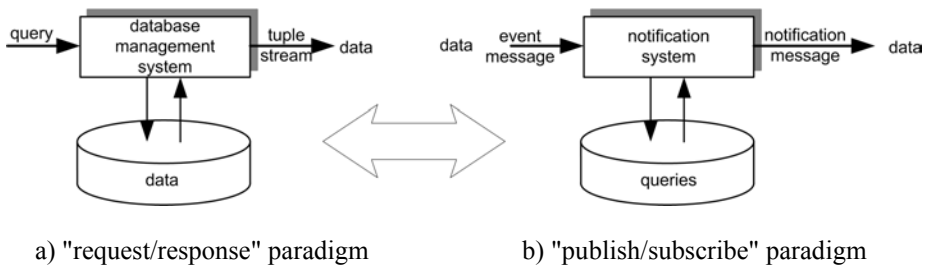 query
database
management
system
tuple
stream
data
data
a) "request/response" paradigm
data
event
message
notification
system
notification
message
data
queries
b) "publish/subscribe" paradigm